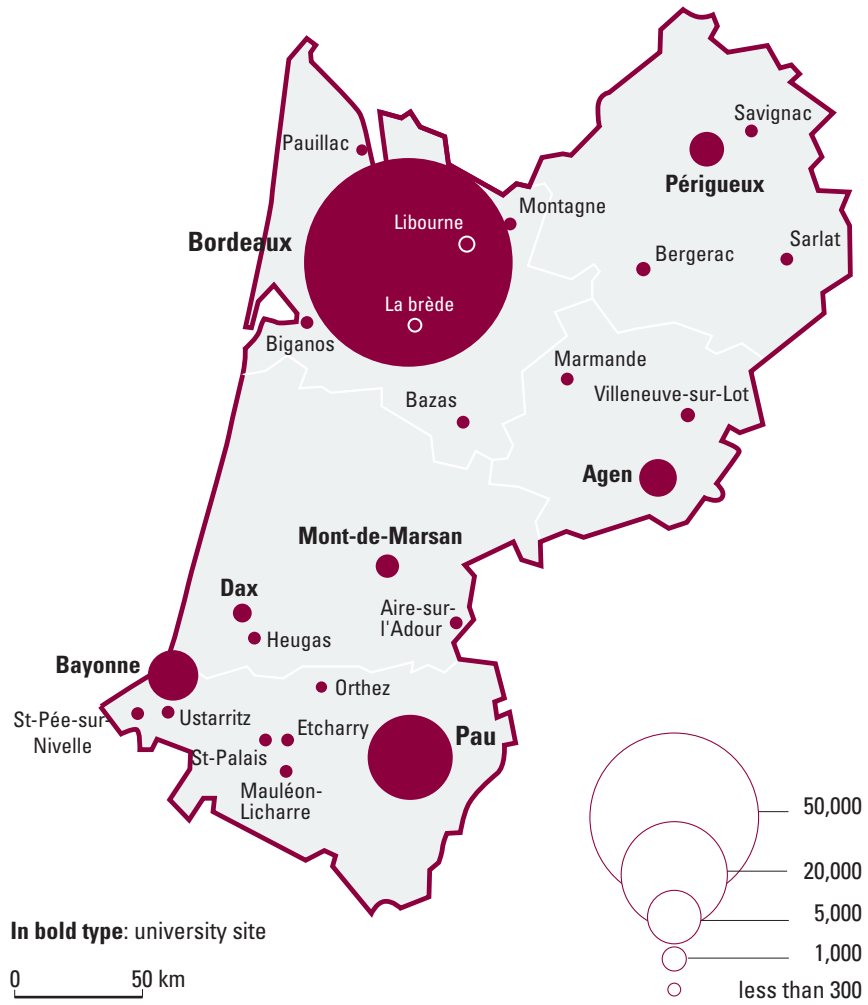 Savignac
Pauillac
Périgueux
Montagne
Libourne
Bordeaux
Bergerac
Sarlat
La brède
Biganos
Marmande
Villeneuve-sur-Lot
Bazas
Agen
Mont-de-Marsan
Dax
Aire-sur-
l'Adour
Heugas
Bayonne
Orthez
St-Pée-sur-
Nivelle
Ustarritz
Etcharry
St-Palais
Pau
Mauléon-
Licharre
50,000
20,000
5,000
1,000
less than 300
In bold type: university site
0 50 km